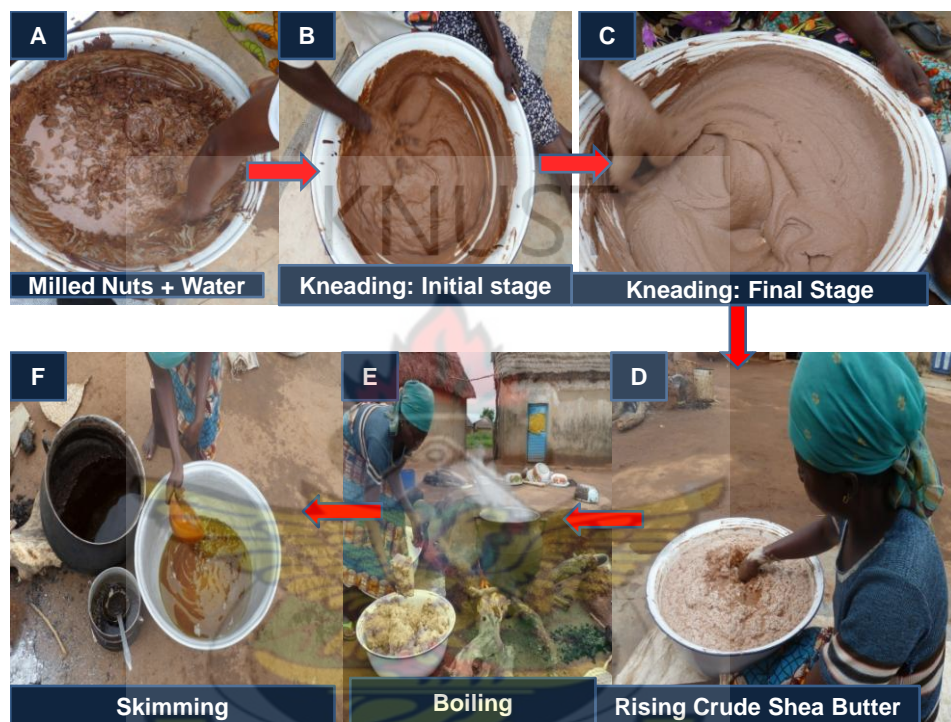 A
B
C
KNUST
Milled Nuts + Water
Kneading: Initial stage
Kneading: Final Stage
F
E
D
Skimming
Boiling
Rising Crude Shea Butter